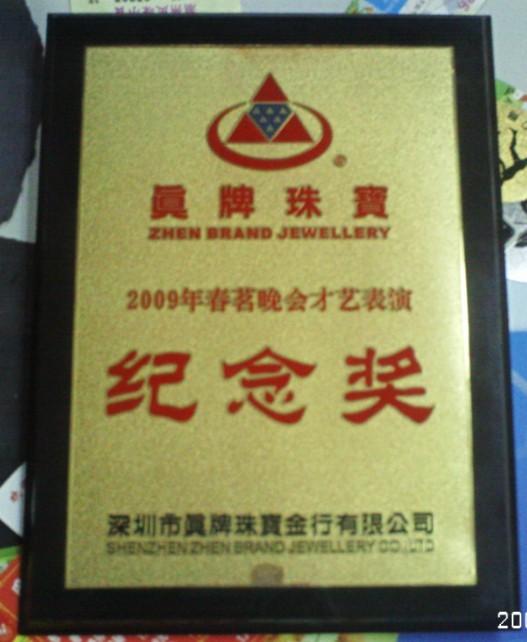 眞牌珠寶
ZHEN BRAND JEWELLERY
2009年春茗晚会才艺表演
纪念奖
深圳市眞牌珠寶金行有限公司
SHENZHEN ZHEN BRAND JEWELLERY CO.,LTD